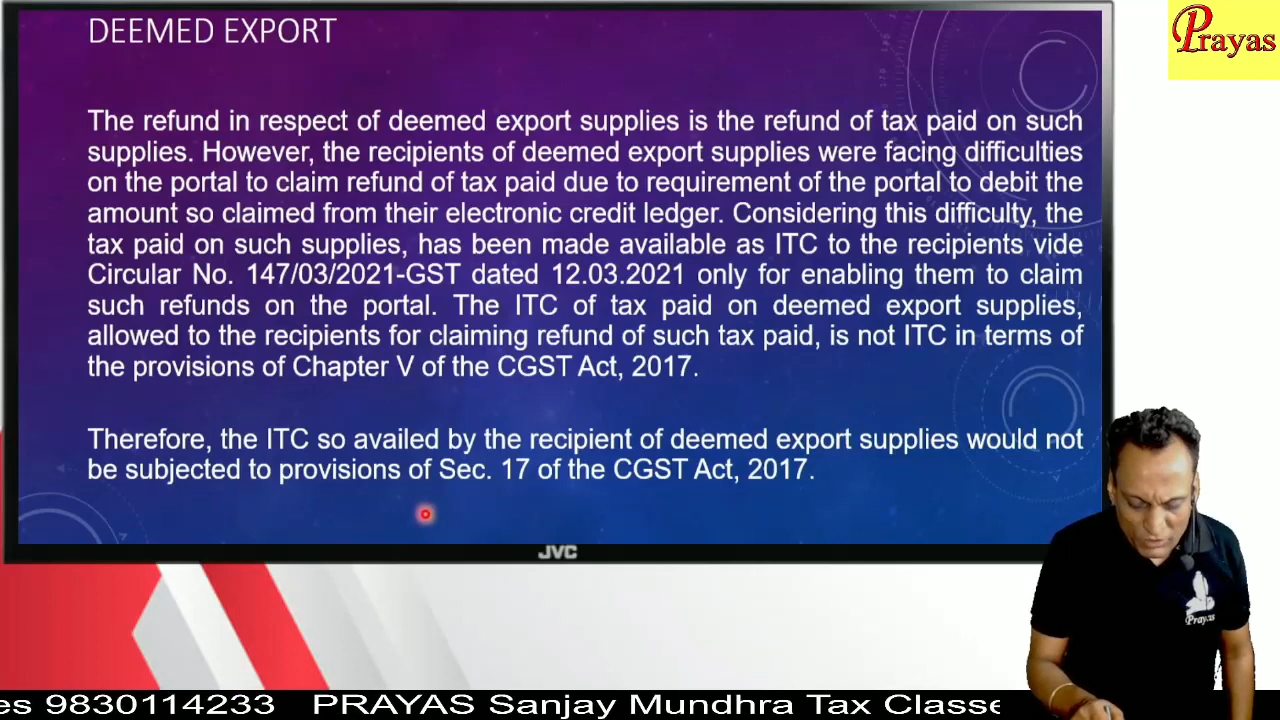 DEEMED EXPORT
Prayas
The refund in respect of deemed export supplies is the refund of tax paid on such
supplies. However, the recipients of deemed export supplies were facing difficulties
on the portal to claim refund of tax paid due to requirement of the portal to debit the
amount so claimed from their electronic credit ledger. Considering this difficulty, the
tax paid on such supplies, has been made available as ITC to the recipients vide
Circular No. 147/03/2021-GST dated 12.03.2021 only for enabling them to claim
such refunds on the portal. The ITC of tax paid on deemed export supplies,
allowed to the recipients for claiming refund of such tax paid, is not ITC in terms of
the provisions of Chapter V of the CGST Act, 2017.
Therefore, the ITC so availed by the recipient of deemed export supplies would not
be subjected to provisions of Sec. 17 of the CGST Act, 2017.
JVC
Prayas
es 9830114233 PRAYAS Sanjay Mundhra Tax Classe